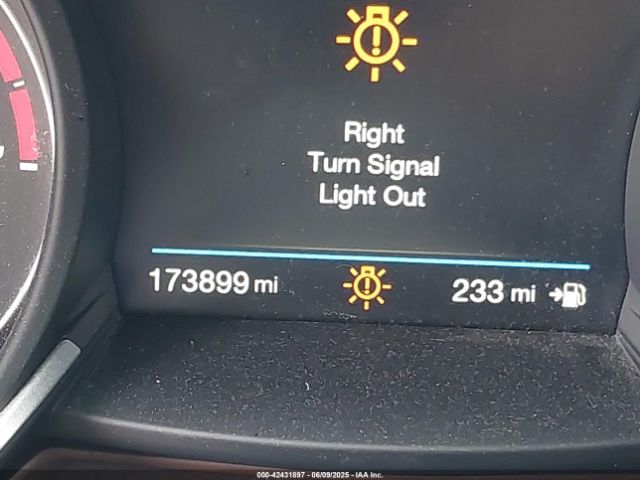 Right
Turn Signal
Light Out
173899 mi
233 mi
000-42431897 - 06/09/2025 - IAA Inc.